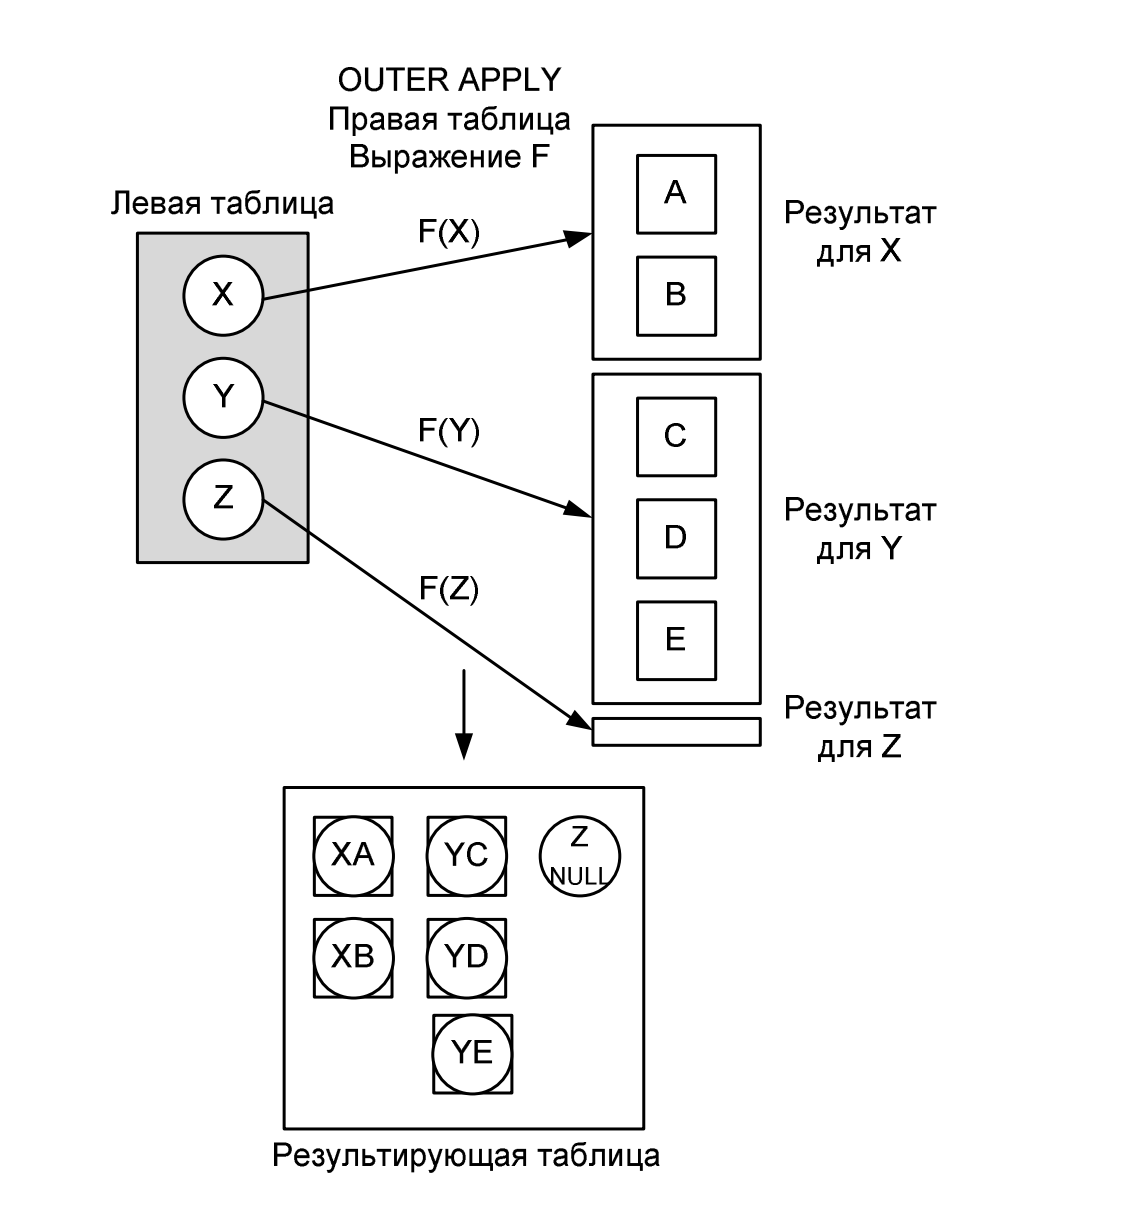 OUTER APPLY
Правая таблица
Выражение F
Левая таблица
X
Y
Z
F(X)
F(Y)
F(Z)
A
B
Результат
для X
C
D
E
Результат
для Y
Результат
для Z
XA
YC
Z
NULL
XB
YD
YE
Результирующая таблица